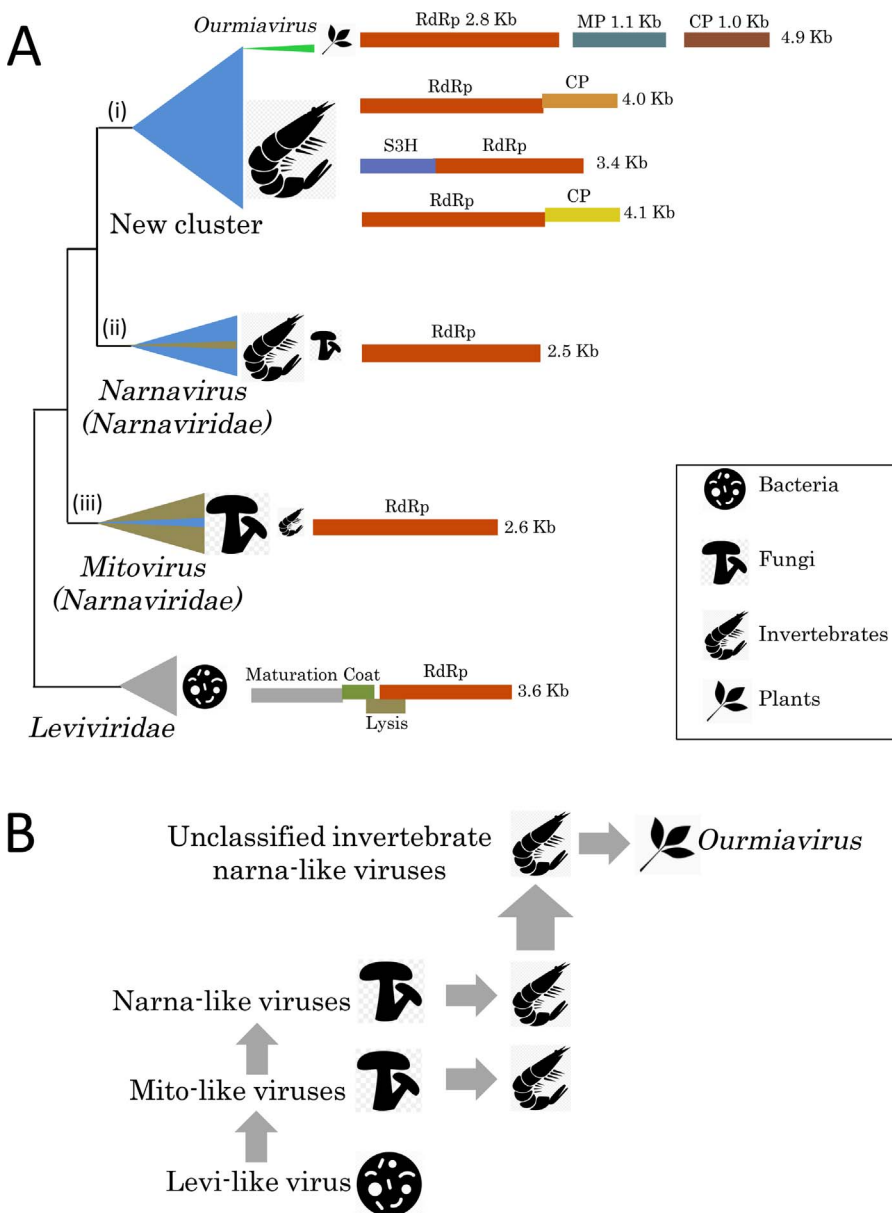 A
Ourmiavirus
RdRp 2.8 Kb MP 1.1 Kb CP 1.0 Kb
4.9 Kb
(i)
RdRp CP
4.0 Kb
S3H RdRp
3.4 Kb
RdRp CP
4.1 Kb
New cluster
(ii)
RdRp
2.5 Kb
Narnavirus
(Narnaviridae)
(iii)
RdRp
2.6 Kb
Mitovirus
(Narnaviridae)
Maturation Coat RdRp
3.6 Kb
Lysis
Leviviridae
Bacteria
Fungi
Invertebrates
Plants
B
Unclassified invertebrate
narna-like viruses
Ourmiavirus
Narna-like viruses
Mito-like viruses
Levi-like virus